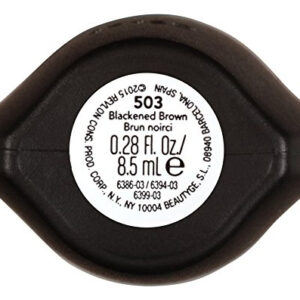 503
Blackened Brown
Brun noirci
0.28 fl. Oz/
8.5 mL e
6386-03 / 6394-03
6399-03
©2015 REVLON CONS. PROD. CORP., N.Y., NY 10004 BEAUTYGE, S.L., 08940 BARCELONA, SPAIN